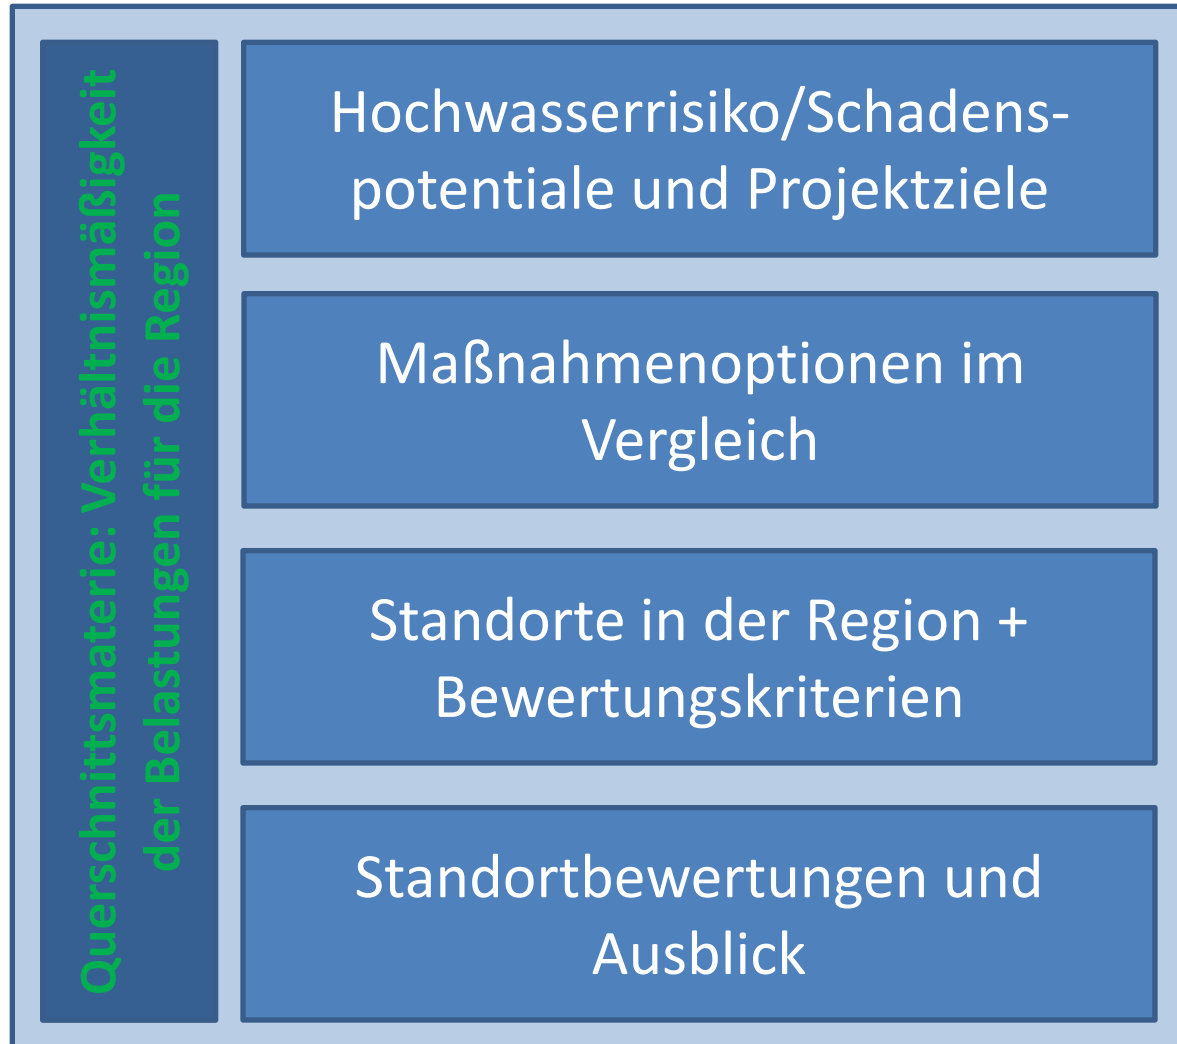 Querschnittsmaterie: Verhältnismäßigkeit
der Belastungen für die Region
Hochwasserrisiko/Schadens-
potentiale und Projektziele
Maßnahmenoptionen im
Vergleich
Standorte in der Region +
Bewertungskriterien
Standortbewertungen und
Ausblick